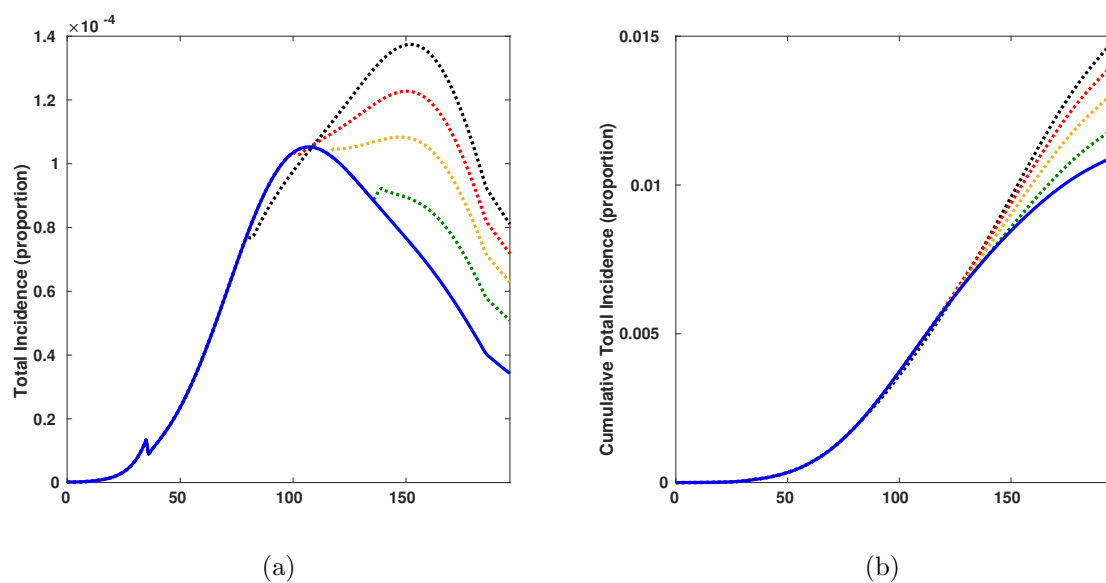 ×10 -4
1.4
1.2
1
0.8
0.6
0.4
0.2
0
0 50 100 150
Total Incidence (proportion)
(a)
0.015
0.01
0.005
0
0 50 100 150
Cumulative Total Incidence (proportion)
(b)